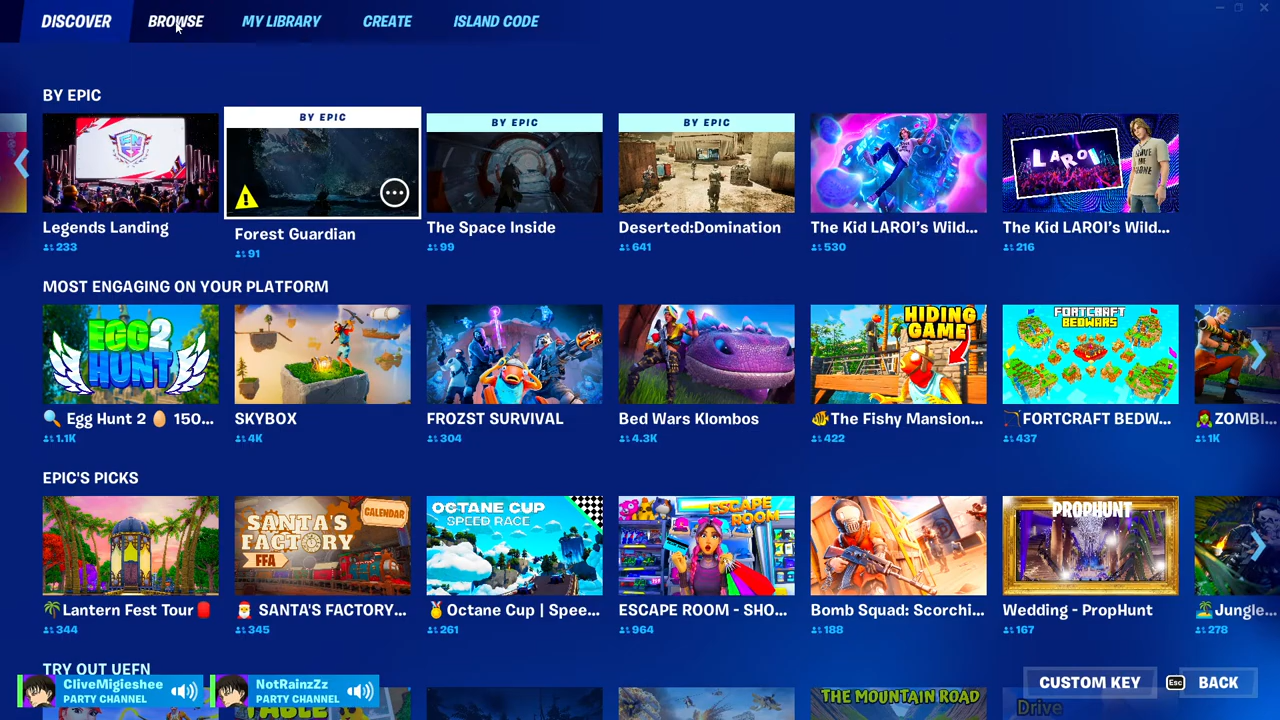 DISCOVER
BROWSE
MY LIBRARY
CREATE
ISLAND CODE
BY EPIC
BY EPIC
BY EPIC
BY EPIC
LAROI
Legends Landing
Forest Guardian
The Space Inside
Deserted:Domination
The Kid LAROI's Wild...
The Kid LAROI's Wild...
233
91
99
641
530
216
MOST ENGAGING ON YOUR PLATFORM
EGG
HUNT 2
HIDING
GAME
FORTCRAFT
BEDWARS
🔍 Egg Hunt 2 🥚 150...
SKYBOX
FROZST SURVIVAL
Bed Wars Klombos
🐠The Fishy Mansion...
🏹FORTCRAFT BEDW...
🧟‍♀️ZOMBI...
1.1K
4K
304
4.3K
422
437
1K
EPIC'S PICKS
SANTA'S
FACTORY
FFA
CALENDAR
OCTANE CUP
SPEED RACE
ESCAPE
ROOM
PROPHUNT
🌴Lantern Fest Tour🏮
🎅 SANTA'S FACTORY...
🏅Octane Cup | Spee...
ESCAPE ROOM - SHO...
Bomb Squad: Scorchi...
Wedding - PropHunt
🏝️Jungle...
344
345
261
964
188
167
278
TRY OUT UEFN
CliveMigieshee
PARTY CHANNEL
NotRainzZz
PARTY CHANNEL
TABLE
THE MOUNTAIN ROAD
Drive
CUSTOM KEY
Esc
BACK